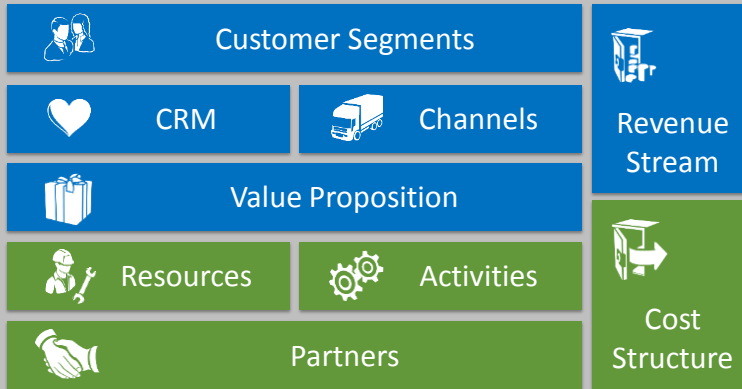 Customer Segments
CRM
Channels
Value Proposition
Resources
Activities
Partners
Revenue
Stream
Cost
Structure